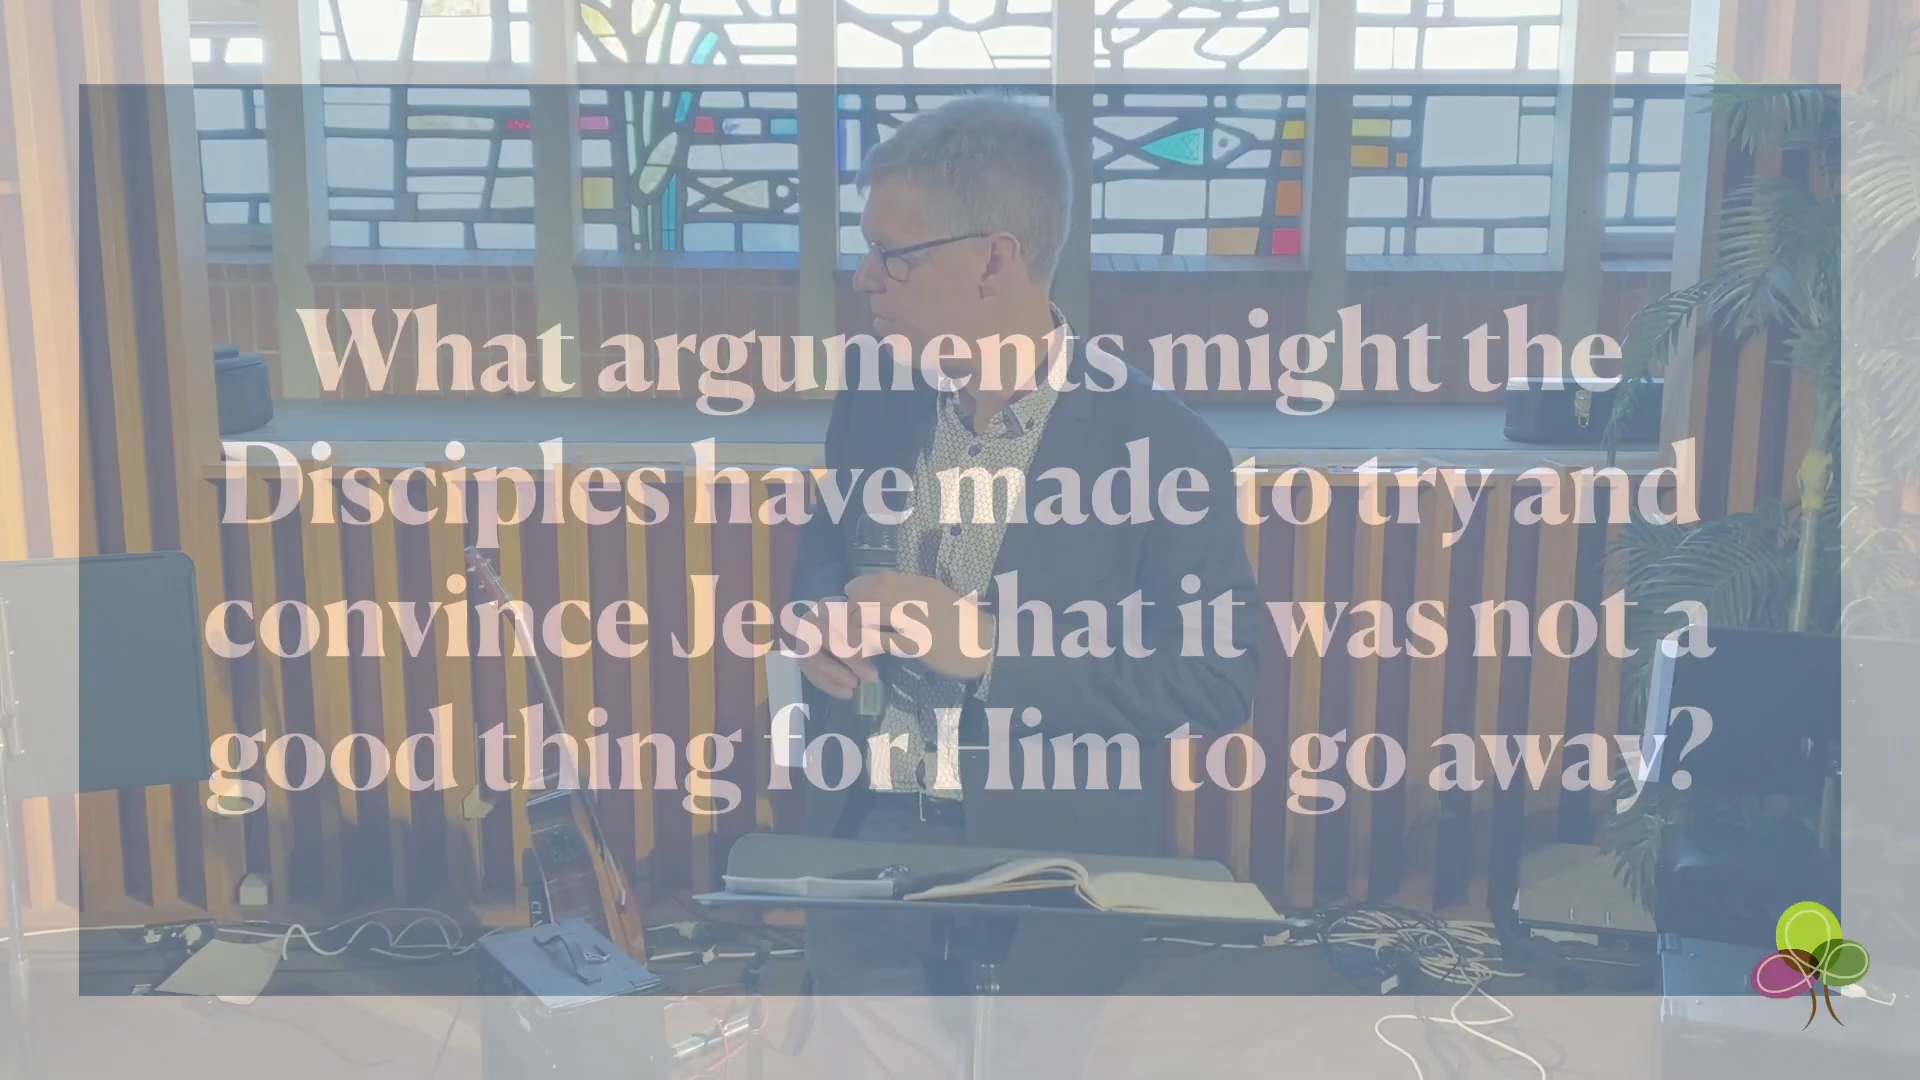 What arguments might the
Disciples have made to try and
convince Jesus that it was not a
good thing for Him to go away?